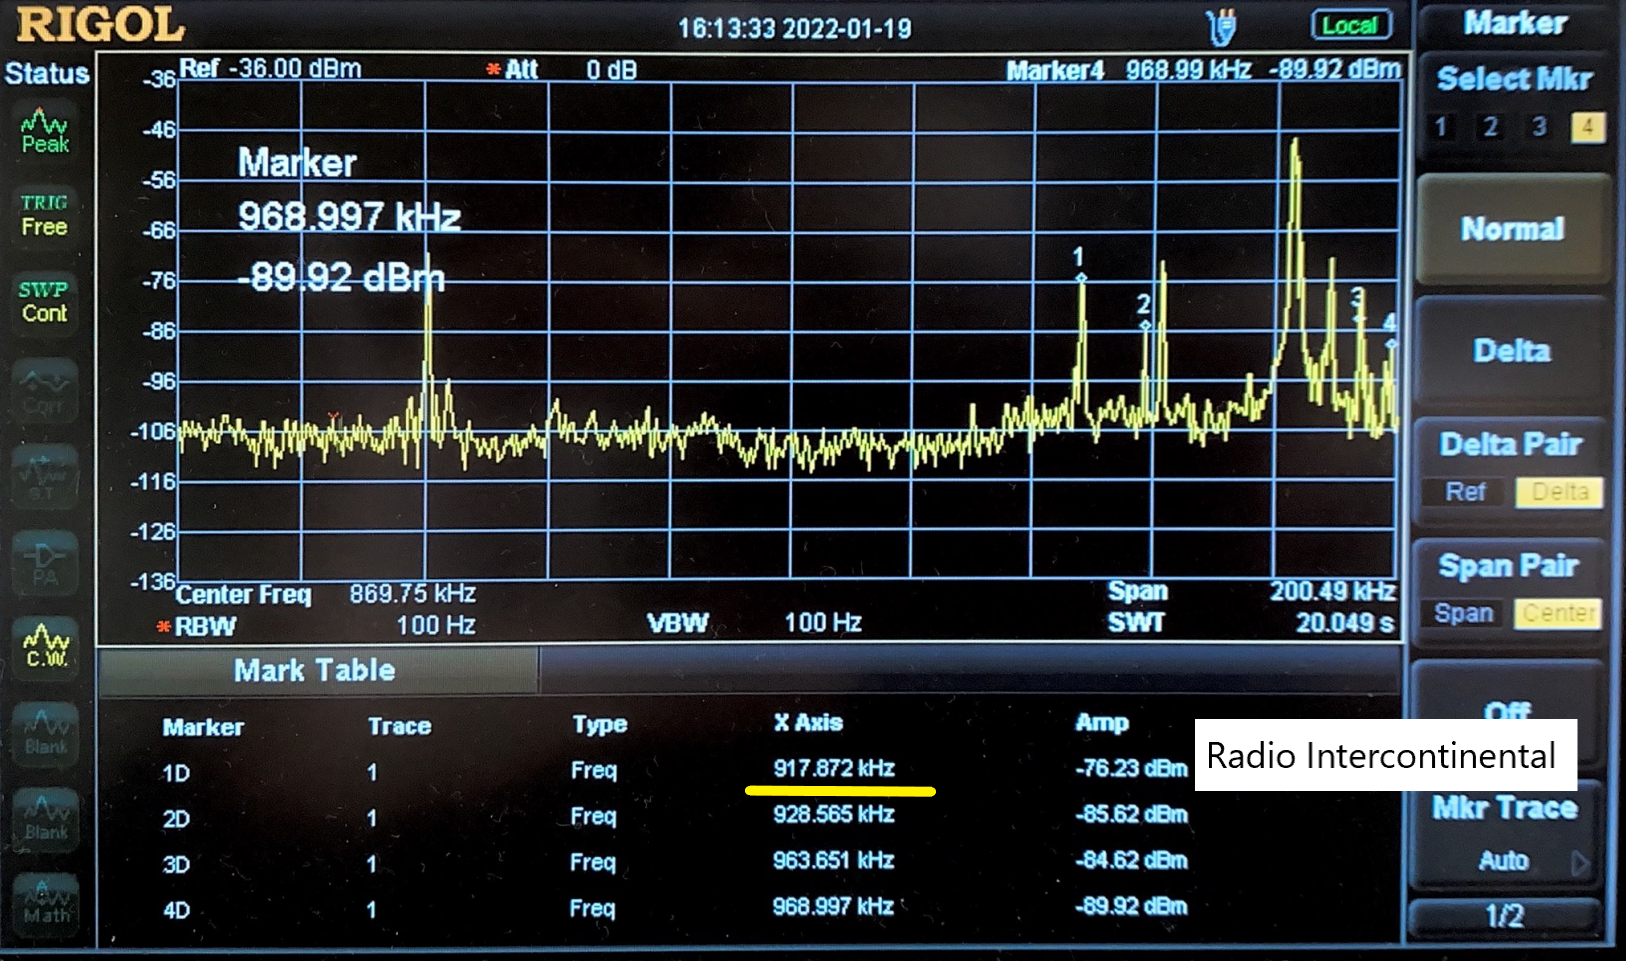 RIGOL
16:13:33 2022-01-19
Local
Status
Peak
TRIG
Free
SWP
Cont
Corr
S.T
PA
C.W.
Blank
Blank
Math
Ref -36.00 dBm *Att 0 dB Marker4 968.99 kHz -89.92 dBm
-36
-46
-56
-66
-76
-86
-96
-106
-116
-126
-136
Marker
968.997 kHz
-89.92 dBm
1
2
3
4
Center Freq 869.75 kHz Span 200.49 kHz
*RBW 100 Hz VBW 100 Hz SWT 20.049 s
Mark Table
Marker Trace Type X Axis Amp
1D 1 Freq 917.872 kHz -76.23 dBm
2D 1 Freq 928.565 kHz -85.62 dBm
3D 1 Freq 963.651 kHz -84.62 dBm
4D 1 Freq 968.997 kHz -89.92 dBm
Radio Intercontinental
Marker
Select Mkr
1 2 3 4
Normal
Delta
Delta Pair
Ref Delta
Span Pair
Span Center
Off
Mkr Trace
Auto
1/2